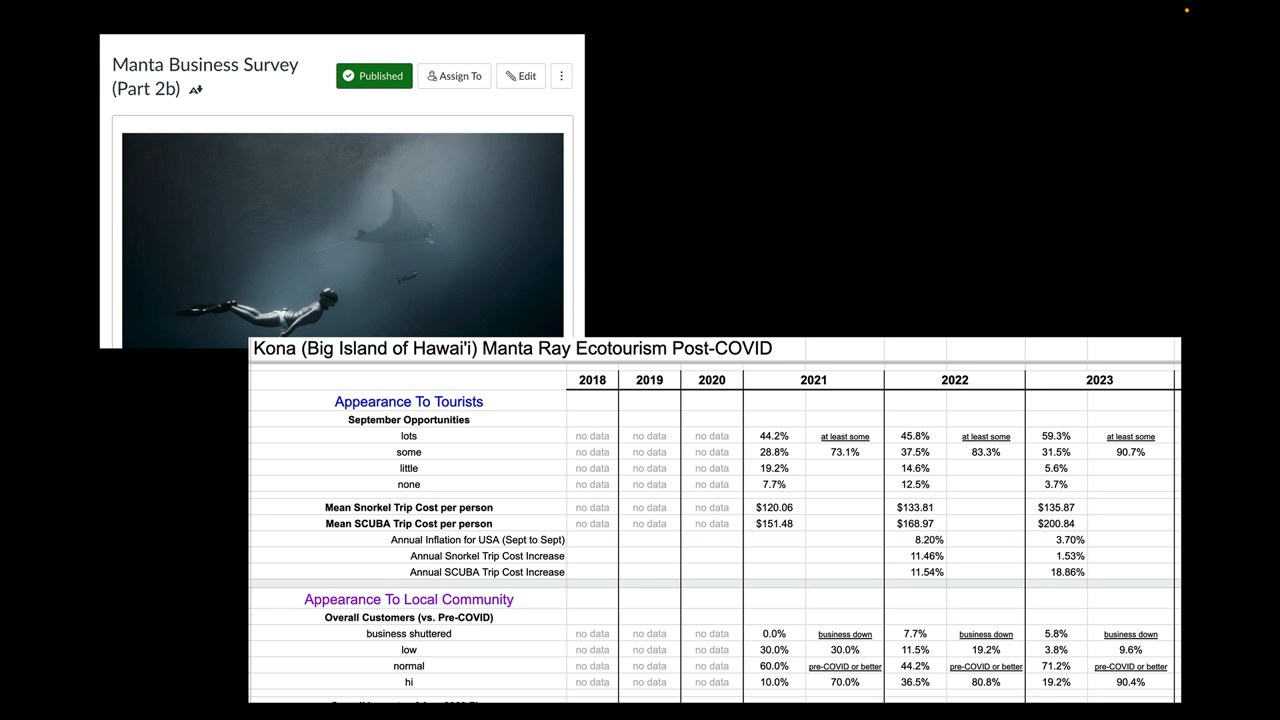 Manta Business Survey
(Part 2b)
Published
Assign To
Edit
Kona (Big Island of Hawai'i) Manta Ray Ecotourism Post-COVID
2018 2019 2020 2021 2022 2023
Appearance To Tourists
September Opportunities
lots no data no data no data 44.2% at least some 45.8% at least some 59.3% at least some
some no data no data no data 28.8% 73.1% 37.5% 83.3% 31.5% 90.7%
little no data no data no data 19.2% 14.6% 5.6%
none no data no data no data 7.7% 12.5% 3.7%
Mean Snorkel Trip Cost per person no data no data no data $120.06 $133.81 $135.87
Mean SCUBA Trip Cost per person no data no data no data $151.48 $168.97 $200.84
Annual Inflation for USA (Sept to Sept) 8.20% 3.70%
Annual Snorkel Trip Cost Increase 11.46% 1.53%
Annual SCUBA Trip Cost Increase 11.54% 18.86%
Appearance To Local Community
Overall Customers (vs. Pre-COVID)
business shuttered no data no data no data 0.0% business down 7.7% business down 5.8% business down
low no data no data no data 30.0% 30.0% 11.5% 19.2% 3.8% 9.6%
normal no data no data no data 60.0% pre-COVID or better 44.2% pre-COVID or better 71.2% pre-COVID or better
hi no data no data no data 10.0% 70.0% 36.5% 80.8% 19.2% 90.4%